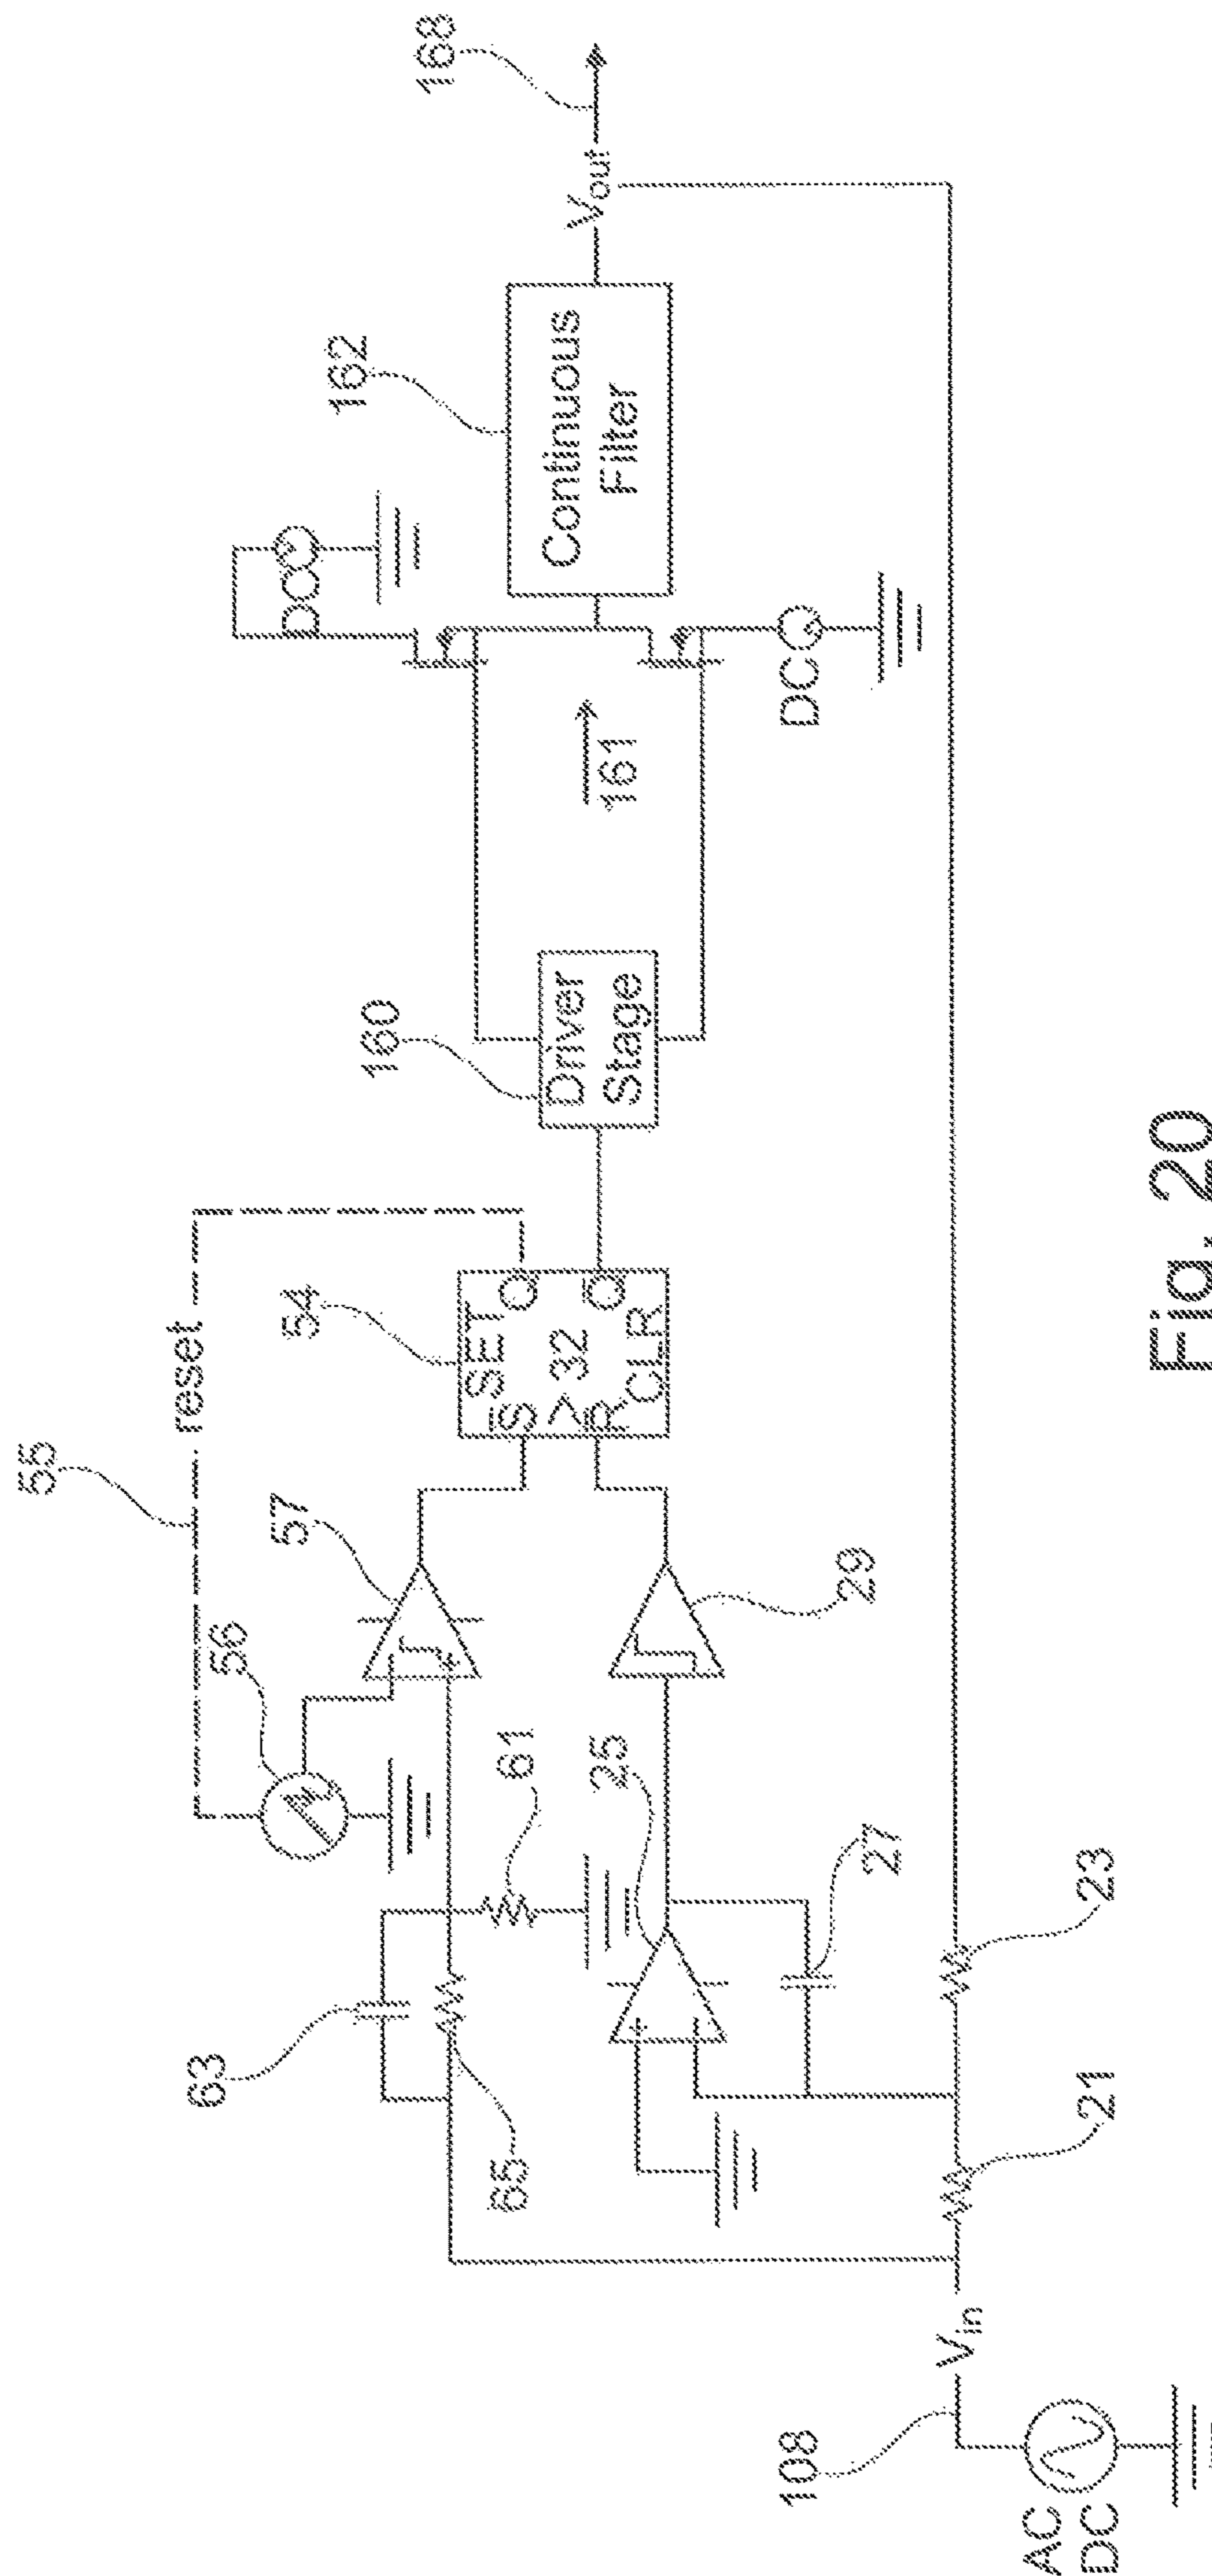 55
reset
56
57
54
SET
S
Q
> 32
R
CLR
Q
160
Driver
Stage
161
DC
DC
162
Continuous
Filter
Vout
168
63
65
61
25
27
29
21
23
108
Vin
AC
DC
Fig. 20